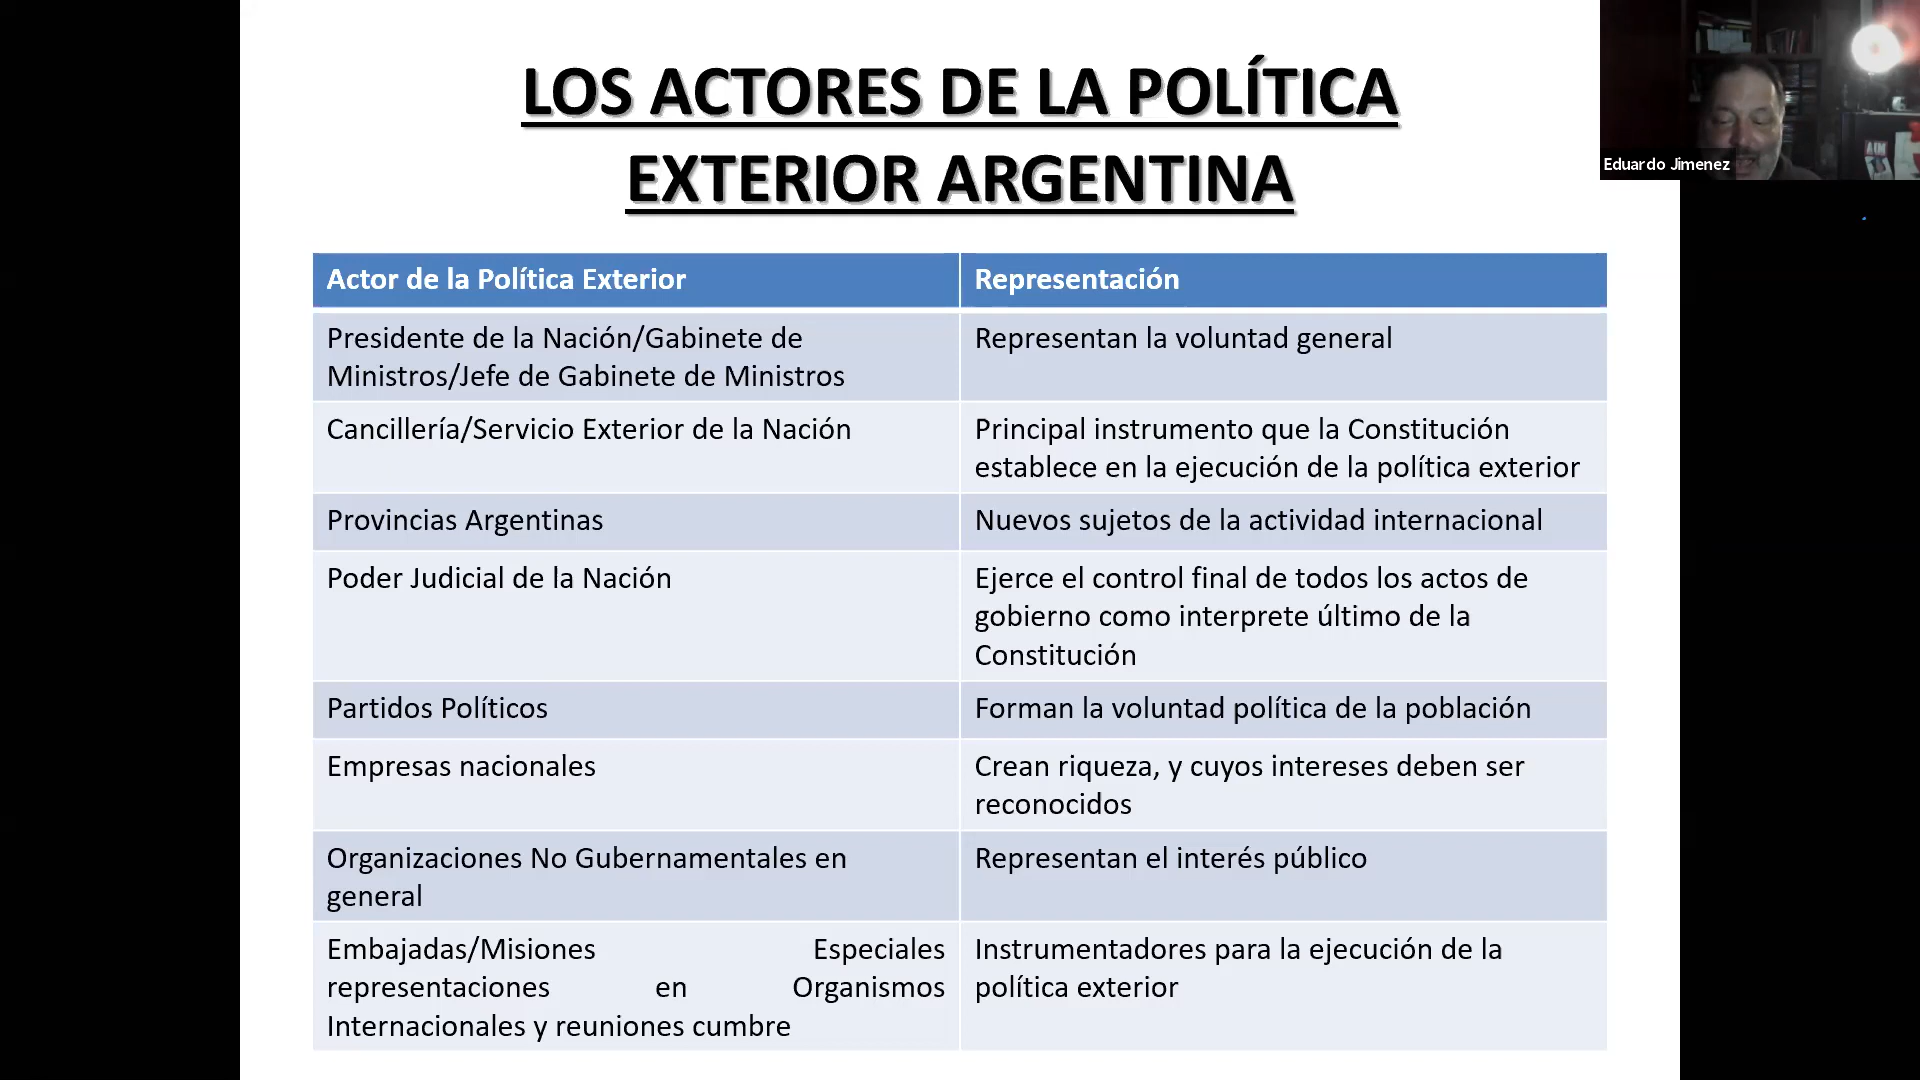 LOS ACTORES DE LA POLÍTICA
EXTERIOR ARGENTINA
Eduardo Jimenez
AIM
Actor de la Política Exterior
Representación
Presidente de la Nación/Gabinete de
Ministros/Jefe de Gabinete de Ministros
Representan la voluntad general
Cancillería/Servicio Exterior de la Nación
Principal instrumento que la Constitución
establece en la ejecución de la política exterior
Provincias Argentinas
Nuevos sujetos de la actividad internacional
Poder Judicial de la Nación
Ejerce el control final de todos los actos de
gobierno como interprete último de la
Constitución
Partidos Políticos
Forman la voluntad política de la población
Empresas nacionales
Crean riqueza, y cuyos intereses deben ser
reconocidos
Organizaciones No Gubernamentales en
general
Representan el interés público
Embajadas/Misiones Especiales
representaciones en Organismos
Internacionales y reuniones cumbre
Instrumentadores para la ejecución de la
política exterior